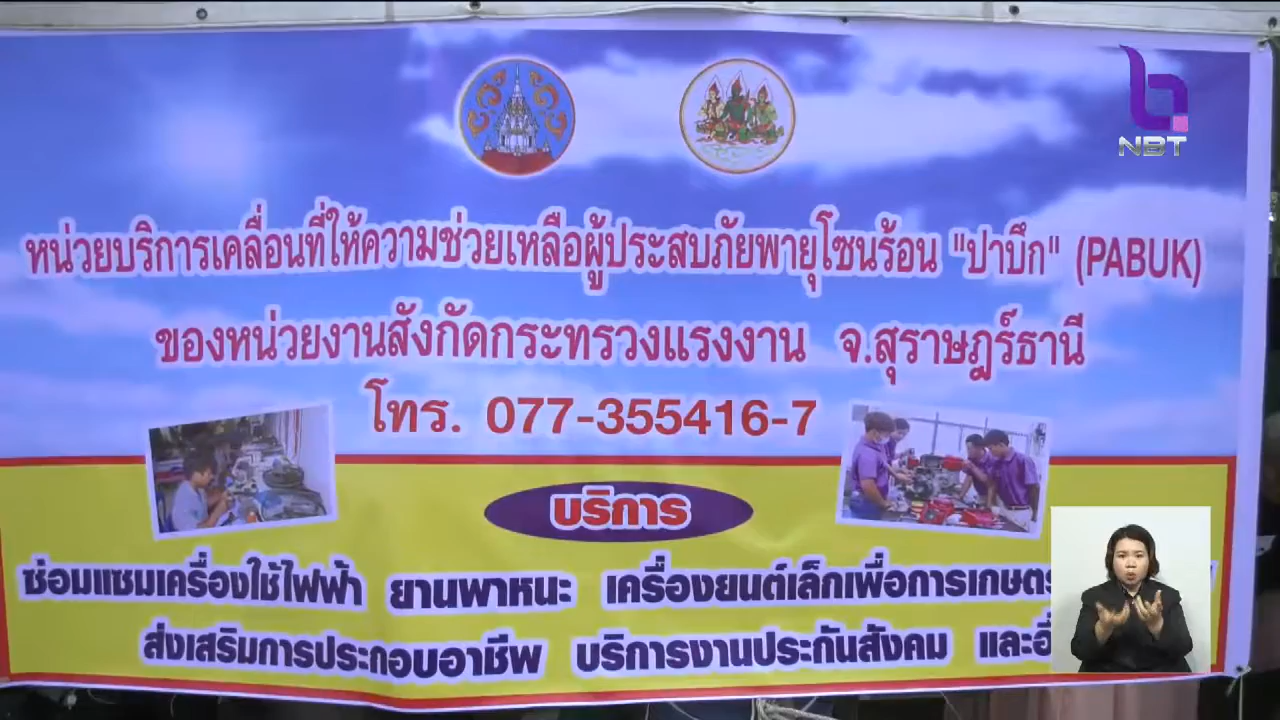 NBT
หน่วยบริการเคลื่อนที่ให้ความช่วยเหลือผู้ประสบภัยพายุโซนร้อน "ปาบึก" (PABUK)
ของหน่วยงานสังกัดกระทรวงแรงงาน จ.สุราษฎร์ธานี
โทร. 077-355416-7
บริการ
ซ่อมแซมเครื่องใช้ไฟฟ้า ยานพาหนะ เครื่องยนต์เล็กเพื่อการเกษตร
ส่งเสริมการประกอบอาชีพ บริการงานประกันสังคม